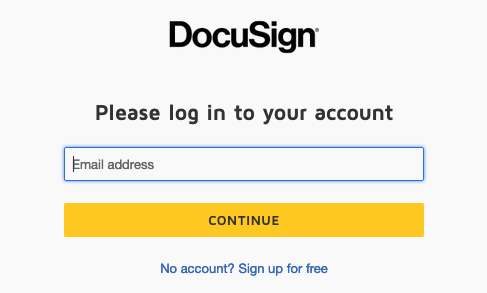 DocuSign
Please log in to your account
Email address
CONTINUE
No account? Sign up for free